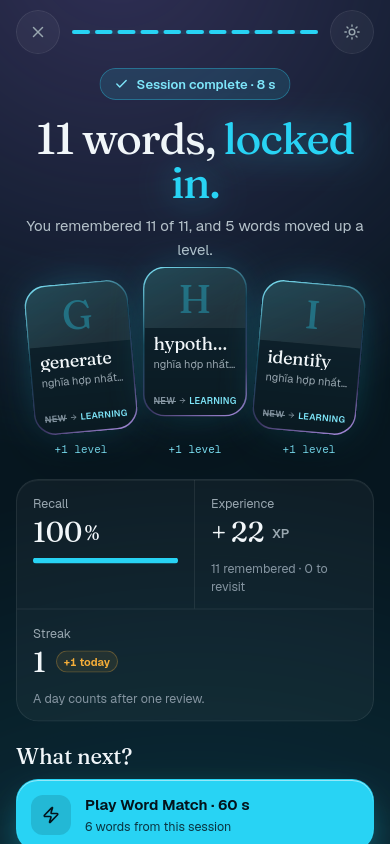 Session complete · 8 s
11 words, locked
in.
You remembered 11 of 11, and 5 words moved up a
level.
G
generate
nghĩa hợp nhất…
NEW → LEARNING
+1 level
H
hypoth…
nghĩa hợp nhất…
NEW → LEARNING
+1 level
I
identify
nghĩa hợp nhất…
NEW → LEARNING
+1 level
Recall
100%
Experience
+ 22 XP
11 remembered · 0 to
revisit
Streak
1 +1 today
A day counts after one review.
What next?
Play Word Match · 60 s
6 words from this session